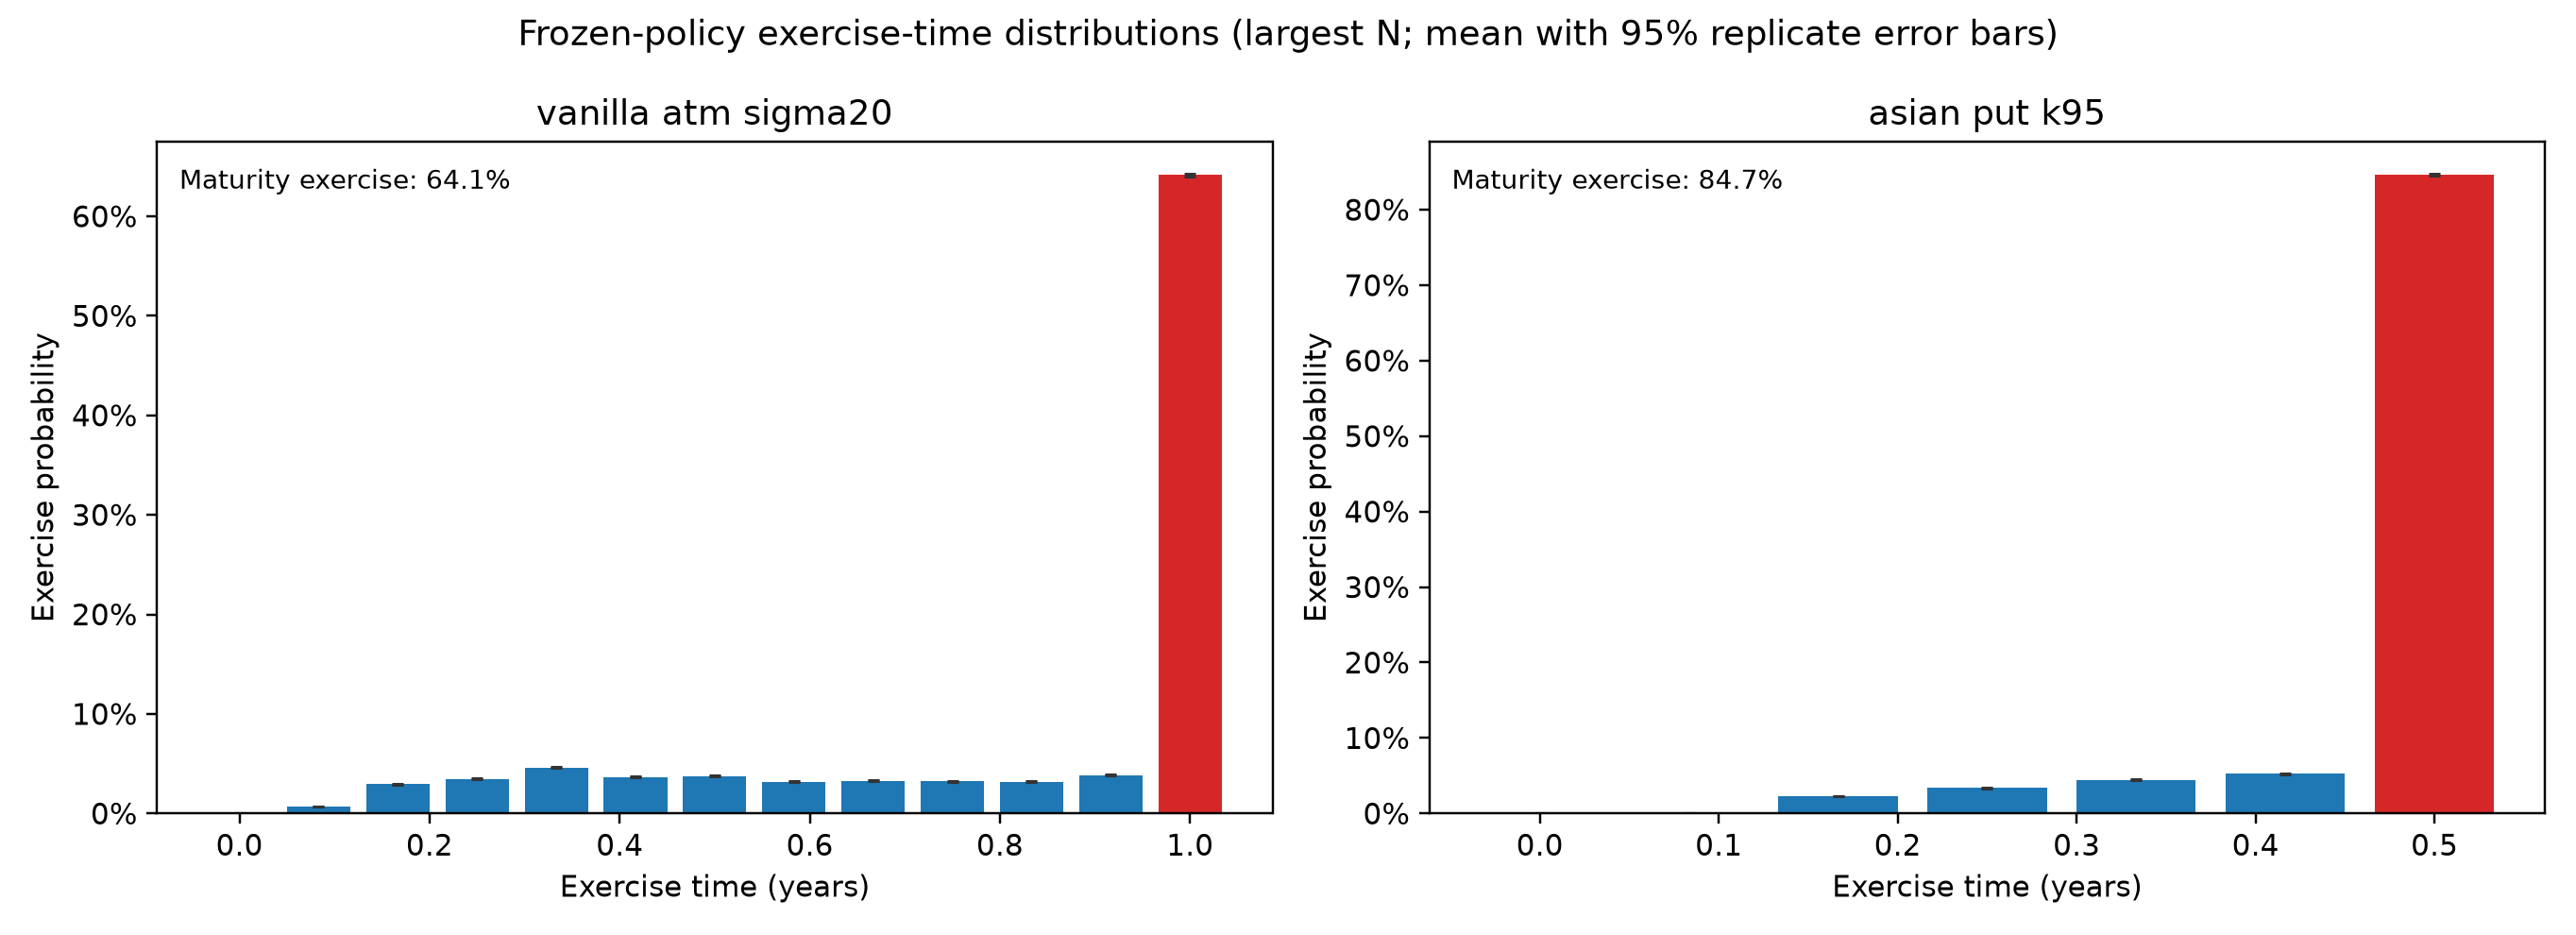 Frozen-policy exercise-time distributions (largest N; mean with 95% replicate error bars)
vanilla atm sigma20
Maturity exercise: 64.1%
Exercise probability
60%
50%
40%
30%
20%
10%
0%
0.0 0.2 0.4 0.6 0.8 1.0
Exercise time (years)
asian put k95
Maturity exercise: 84.7%
Exercise probability
80%
70%
60%
50%
40%
30%
20%
10%
0%
0.0 0.1 0.2 0.3 0.4 0.5
Exercise time (years)